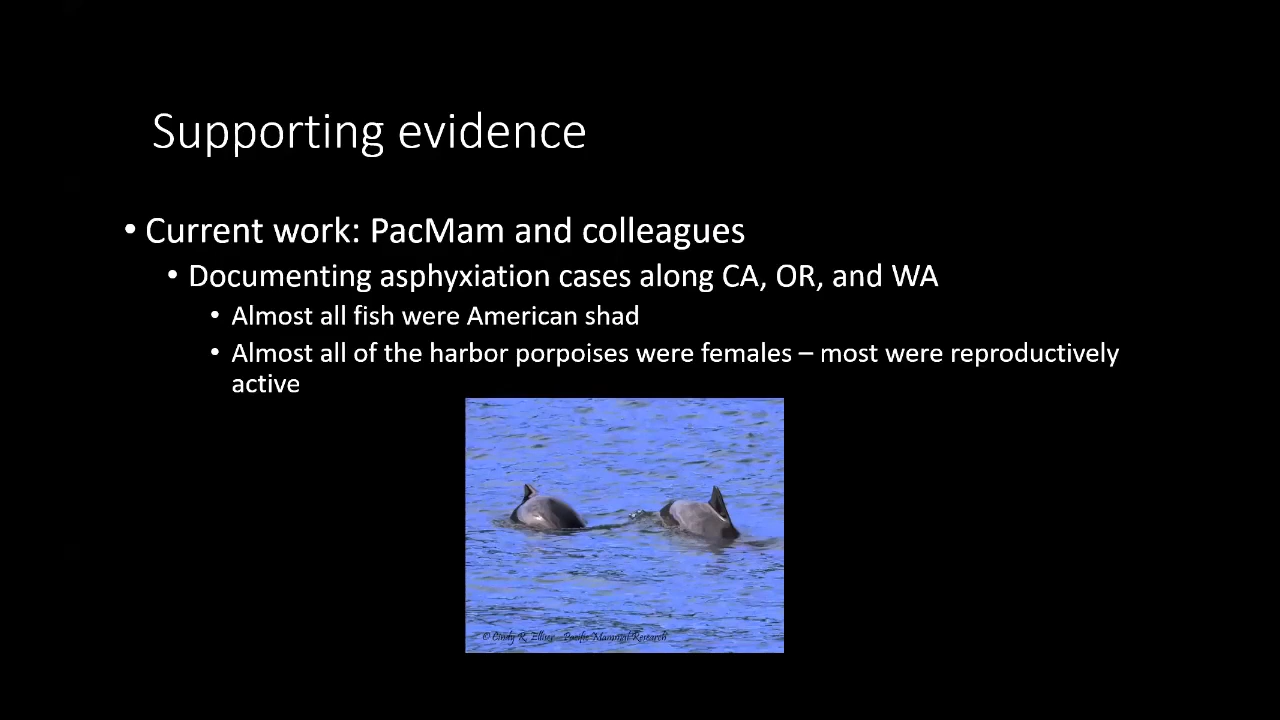 Supporting evidence
• Current work: PacMam and colleagues
• Documenting asphyxiation cases along CA, OR, and WA
• Almost all fish were American shad
• Almost all of the harbor porpoises were females – most were reproductively
active
© Cindy R. Elliser - Pacific Mammal Research